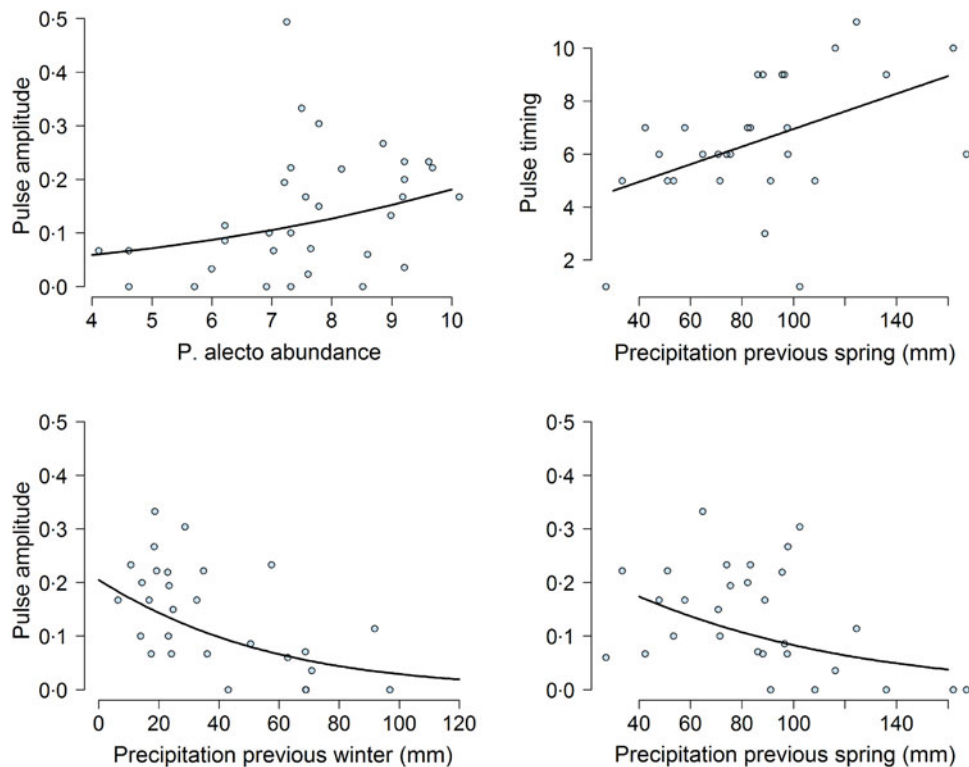 0·5
0·4
0·3
0·2
0·1
0·0
Pulse amplitude
4 5 6 7 8 9 10
P. alecto abundance
10
8
6
4
2
Pulse timing
40 60 80 100 140
Precipitation previous spring (mm)
0·5
0·4
0·3
0·2
0·1
0·0
Pulse amplitude
0 20 40 60 80 100 120
Precipitation previous winter (mm)
0·5
0·4
0·3
0·2
0·1
0·0
40 60 80 100 140
Precipitation previous spring (mm)